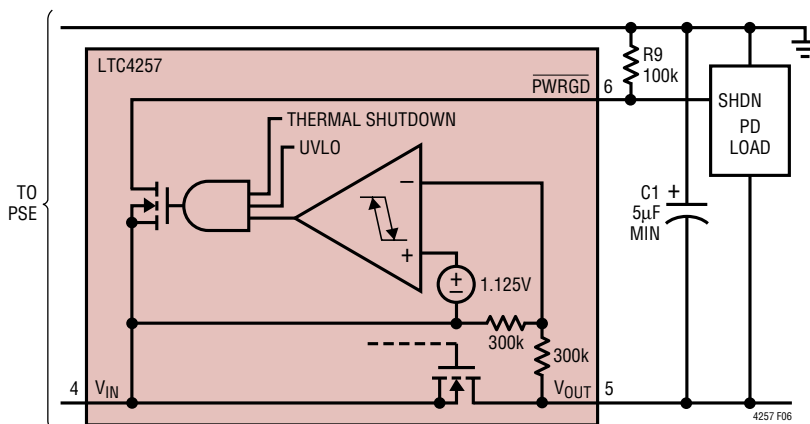 LTC4257
R9
100k
PWRGD
6
SHDN
PD
LOAD
THERMAL SHUTDOWN
UVLO
TO
PSE
−
+
C1
+
5µF
MIN
+
−
1.125V
300k
300k
4
VIN
VOUT
5
4257 F06